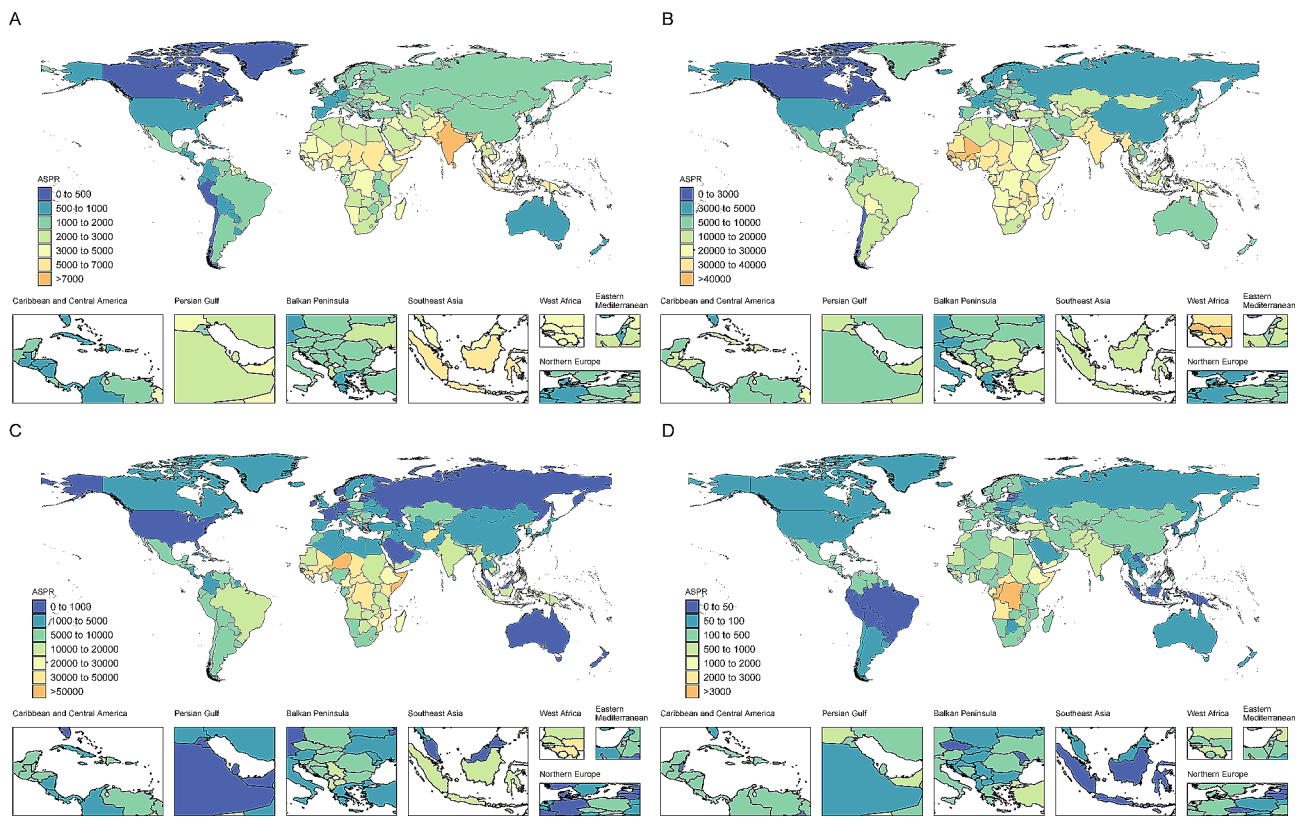 A
ASPR
0 to 500
500 to 1000
1000 to 2000
2000 to 3000
3000 to 5000
5000 to 7000
>7000
Caribbean and Central America
Persian Gulf
Balkan Peninsula
Southeast Asia
West Africa
Eastern
Mediterranean
Northern Europe
B
ASPR
0 to 3000
3000 to 5000
5000 to 10000
10000 to 20000
20000 to 30000
30000 to 40000
>40000
Caribbean and Central America
Persian Gulf
Balkan Peninsula
Southeast Asia
West Africa
Eastern
Mediterranean
Northern Europe
C
ASPR
0 to 1000
1000 to 5000
5000 to 10000
10000 to 20000
20000 to 30000
30000 to 50000
>50000
Caribbean and Central America
Persian Gulf
Balkan Peninsula
Southeast Asia
West Africa
Eastern
Mediterranean
Northern Europe
D
ASPR
0 to 50
50 to 100
100 to 500
500 to 1000
1000 to 2000
2000 to 3000
>3000
Caribbean and Central America
Persian Gulf
Balkan Peninsula
Southeast Asia
West Africa
Eastern
Mediterranean
Northern Europe